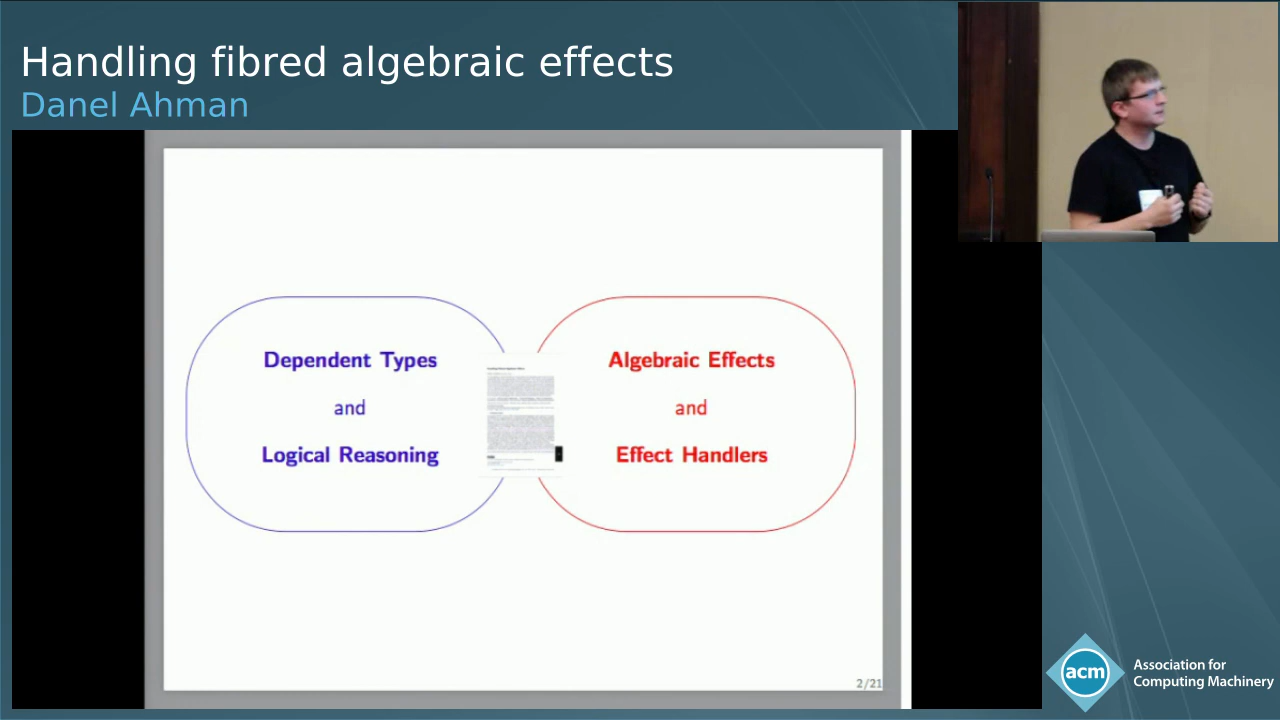 Handling fibred algebraic effects
Danel Ahman
Dependent Types
and
Logical Reasoning
Algebraic Effects
and
Effect Handlers
2/21
acm
Association for
Computing Machinery